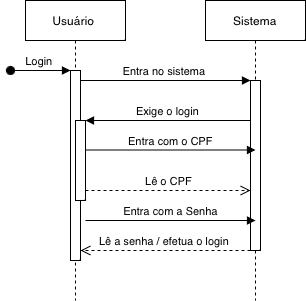 Usuário
Sistema
Login
Entra no sistema
Exige o login
Entra com o CPF
Lê o CPF
Entra com a Senha
Lê a senha / efetua o login